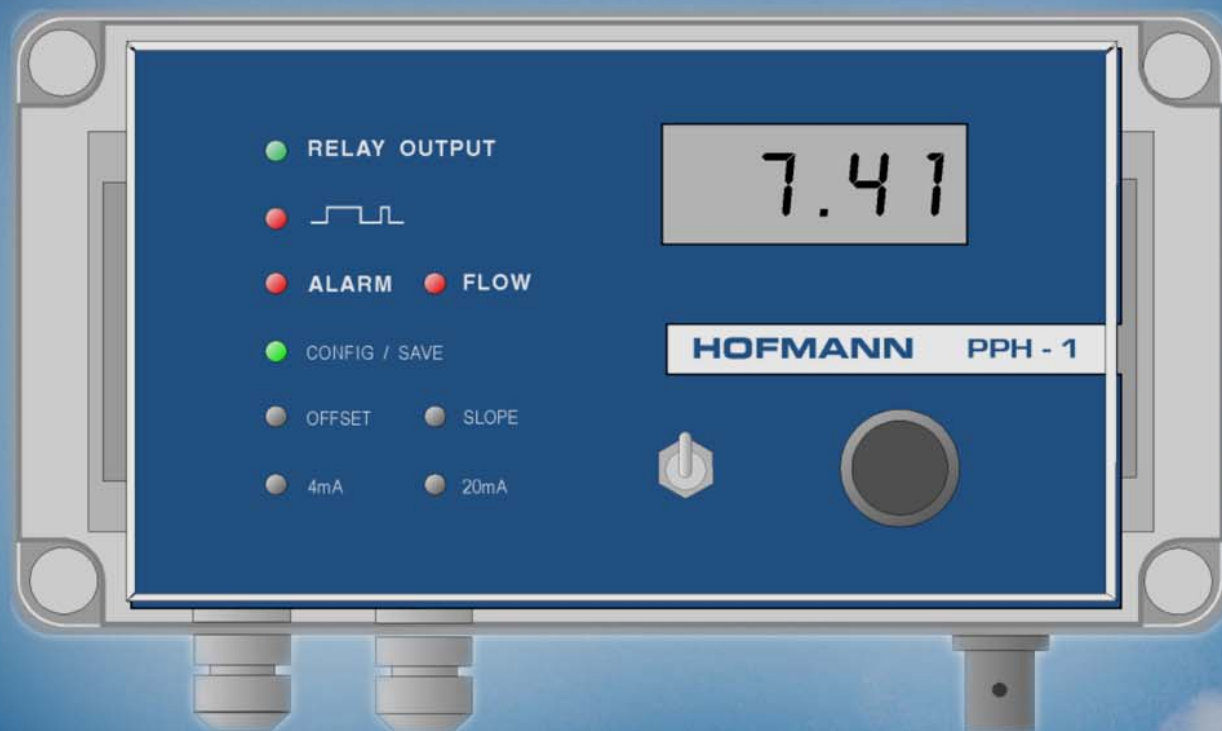 RELAY OUTPUT
7.41
ALARM FLOW
HOFMANN PPH - 1
CONFIG / SAVE
OFFSET SLOPE
4mA 20mA